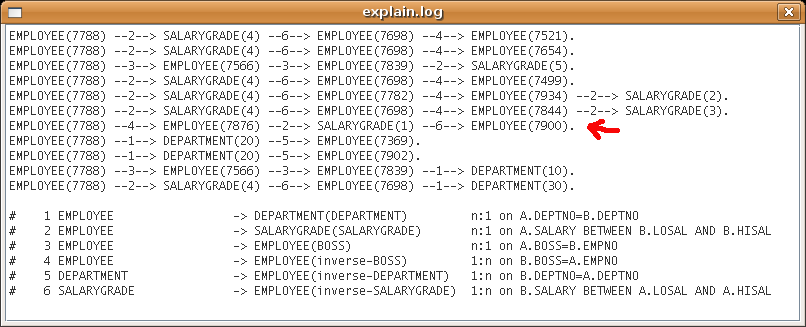 explain.log
EMPLOYEE(7788) --2--> SALARYGRADE(4) --6--> EMPLOYEE(7698) --4--> EMPLOYEE(7521).
EMPLOYEE(7788) --2--> SALARYGRADE(4) --6--> EMPLOYEE(7698) --4--> EMPLOYEE(7654).
EMPLOYEE(7788) --3--> EMPLOYEE(7566) --3--> EMPLOYEE(7839) --2--> SALARYGRADE(5).
EMPLOYEE(7788) --2--> SALARYGRADE(4) --6--> EMPLOYEE(7698) --4--> EMPLOYEE(7499).
EMPLOYEE(7788) --2--> SALARYGRADE(4) --6--> EMPLOYEE(7782) --4--> EMPLOYEE(7934) --2--> SALARYGRADE(2).
EMPLOYEE(7788) --2--> SALARYGRADE(4) --6--> EMPLOYEE(7698) --4--> EMPLOYEE(7844) --2--> SALARYGRADE(3).
EMPLOYEE(7788) --4--> EMPLOYEE(7876) --2--> SALARYGRADE(1) --6--> EMPLOYEE(7900).
EMPLOYEE(7788) --1--> DEPARTMENT(20) --5--> EMPLOYEE(7369).
EMPLOYEE(7788) --1--> DEPARTMENT(20) --5--> EMPLOYEE(7902).
EMPLOYEE(7788) --3--> EMPLOYEE(7566) --3--> EMPLOYEE(7839) --1--> DEPARTMENT(10).
EMPLOYEE(7788) --2--> SALARYGRADE(4) --6--> EMPLOYEE(7698) --1--> DEPARTMENT(30).
# 1 EMPLOYEE -> DEPARTMENT(DEPARTMENT) n:1 on A.DEPTNO=B.DEPTNO
# 2 EMPLOYEE -> SALARYGRADE(SALARYGRADE) n:1 on A.SALARY BETWEEN B.LOSAL AND B.HISAL
# 3 EMPLOYEE -> EMPLOYEE(BOSS) n:1 on A.BOSS=B.EMPNO
# 4 EMPLOYEE -> EMPLOYEE(inverse-BOSS) 1:n on B.BOSS=A.EMPNO
# 5 DEPARTMENT -> EMPLOYEE(inverse-DEPARTMENT) 1:n on B.DEPTNO=A.DEPTNO
# 6 SALARYGRADE -> EMPLOYEE(inverse-SALARYGRADE) 1:n on B.SALARY BETWEEN A.LOSAL AND A.HISAL